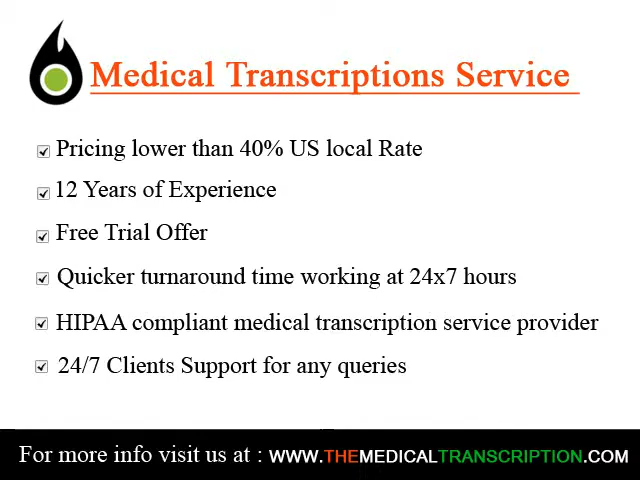 Medical Transcriptions Service
Pricing lower than 40% US local Rate
12 Years of Experience
Free Trial Offer
Quicker turnaround time working at 24x7 hours
HIPAA compliant medical transcription service provider
24/7 Clients Support for any queries
For more info visit us at : WWW.THEMEDICALTRANSCRIPTION.COM